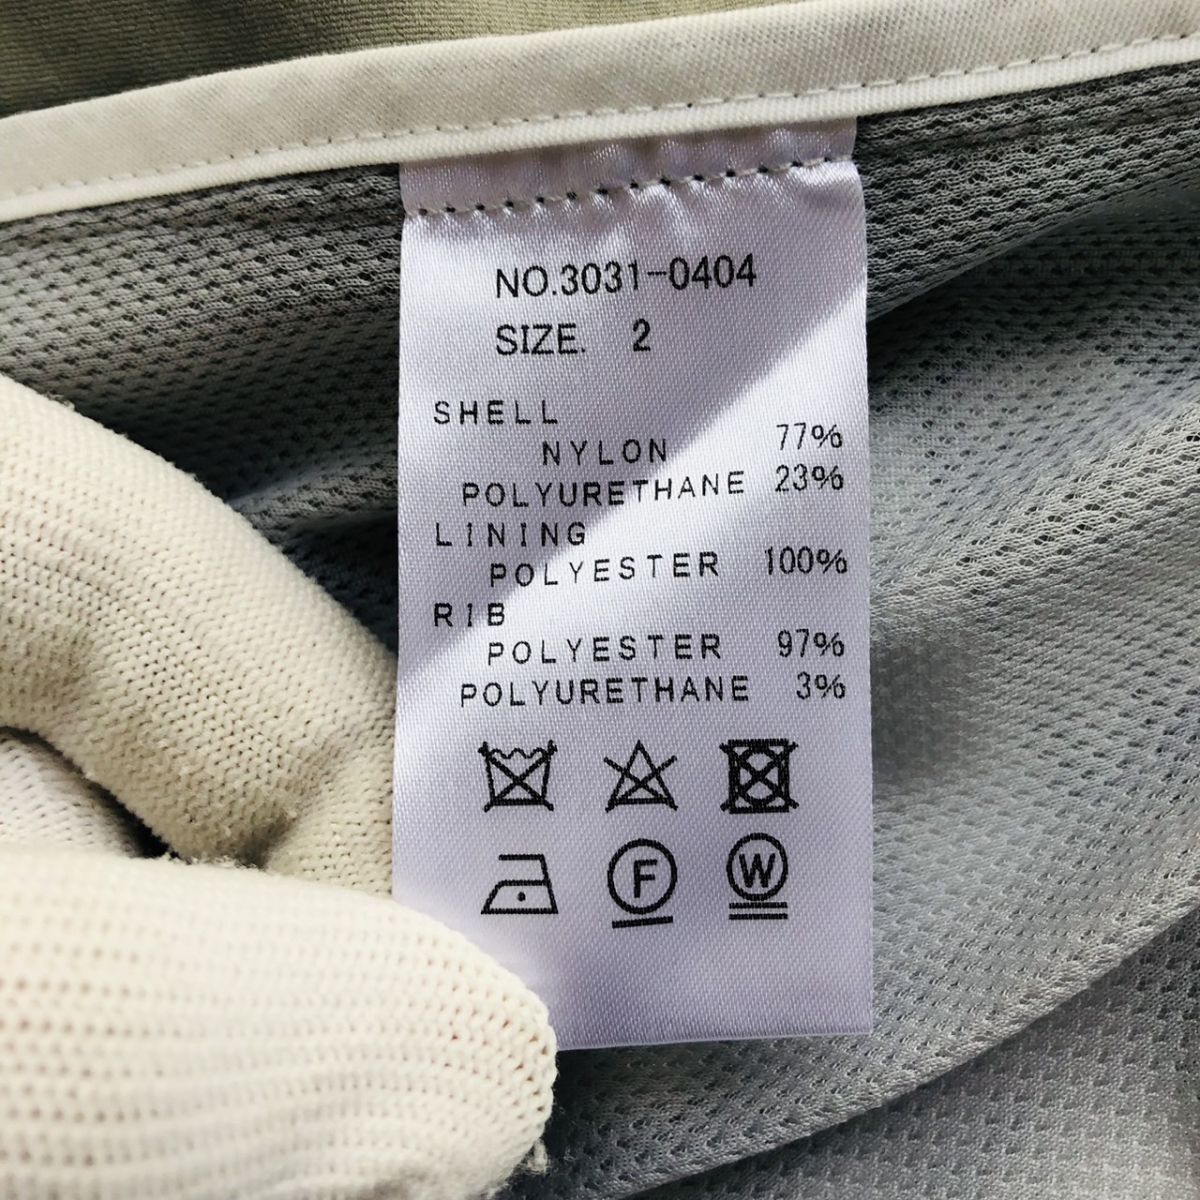 NO.3031-0404
SIZE. 2
SHELL
NYLON 77%
POLYURETHANE 23%
LINING
POLYESTER 100%
RIB
POLYESTER 97%
POLYURETHANE 3%
F W